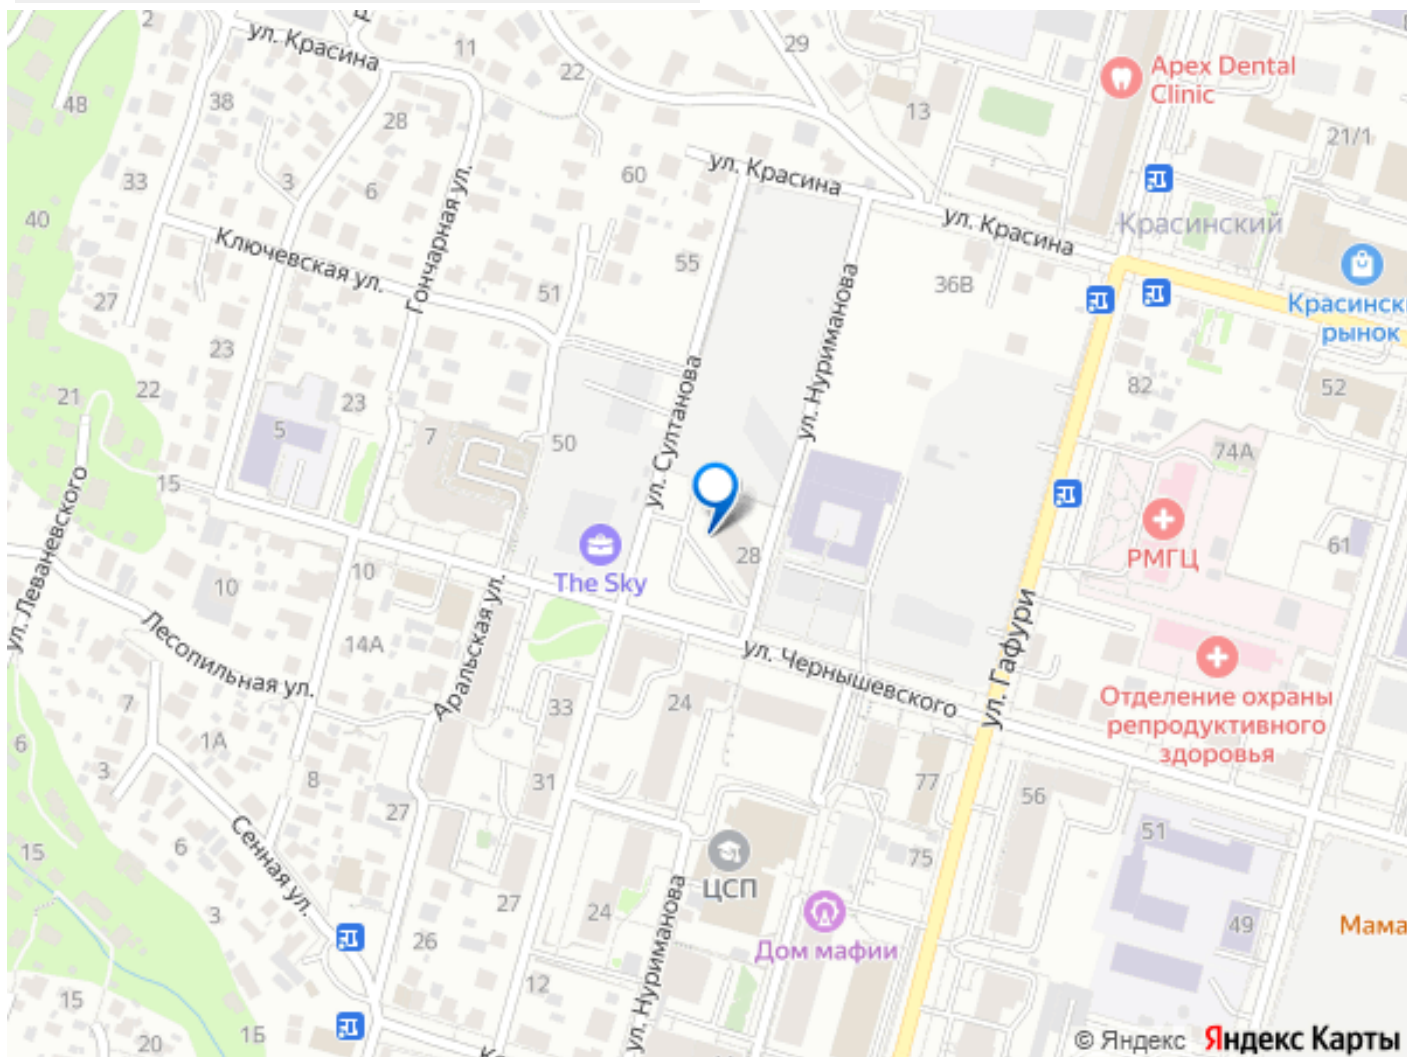 2
ул. Красина
11
29
22
Apex Dental
Clinic
48
38
28
13
21/1
33
3
6
60
ул. Красина
40
Гончарная ул.
ул. Красина
Красинский
Ключевская ул.
55
51
36В
27
Красинск
рынок
ул. Нуриманова
23
22
21
23
ул. Султанова
82
52
5
7
50
74А
15
ул. Леваневского
РМГЦ
61
28
The Sky
10
10
Лесопильная ул.
14А
Аральская ул.
ул. Чернышевского
ул. Гафури
Отделение охраны
репродуктивного
здоровья
7
33
24
6
1А
3
8
31
77
56
27
Сенная ул.
6
15
51
75
ЦСП
3
27
24
ул. Нуриманова
Дом мафии
49
Мама
26
12
15
15
20
© Яндекс Яндекс Карты